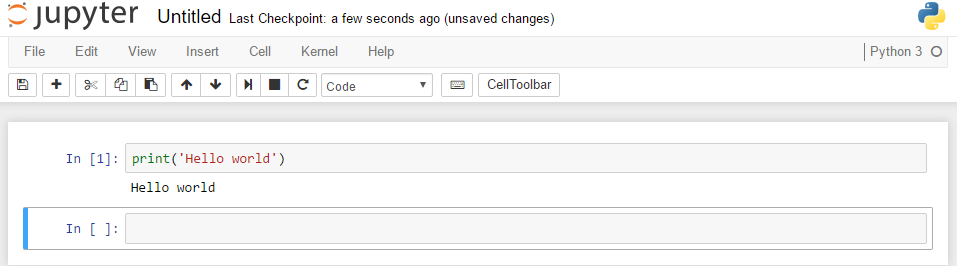 jupyter Untitled Last Checkpoint: a few seconds ago (unsaved changes)
File Edit View Insert Cell Kernel Help Python 3
Code CellToolbar
In [1]: print('Hello world')
Hello world
In [ ]: